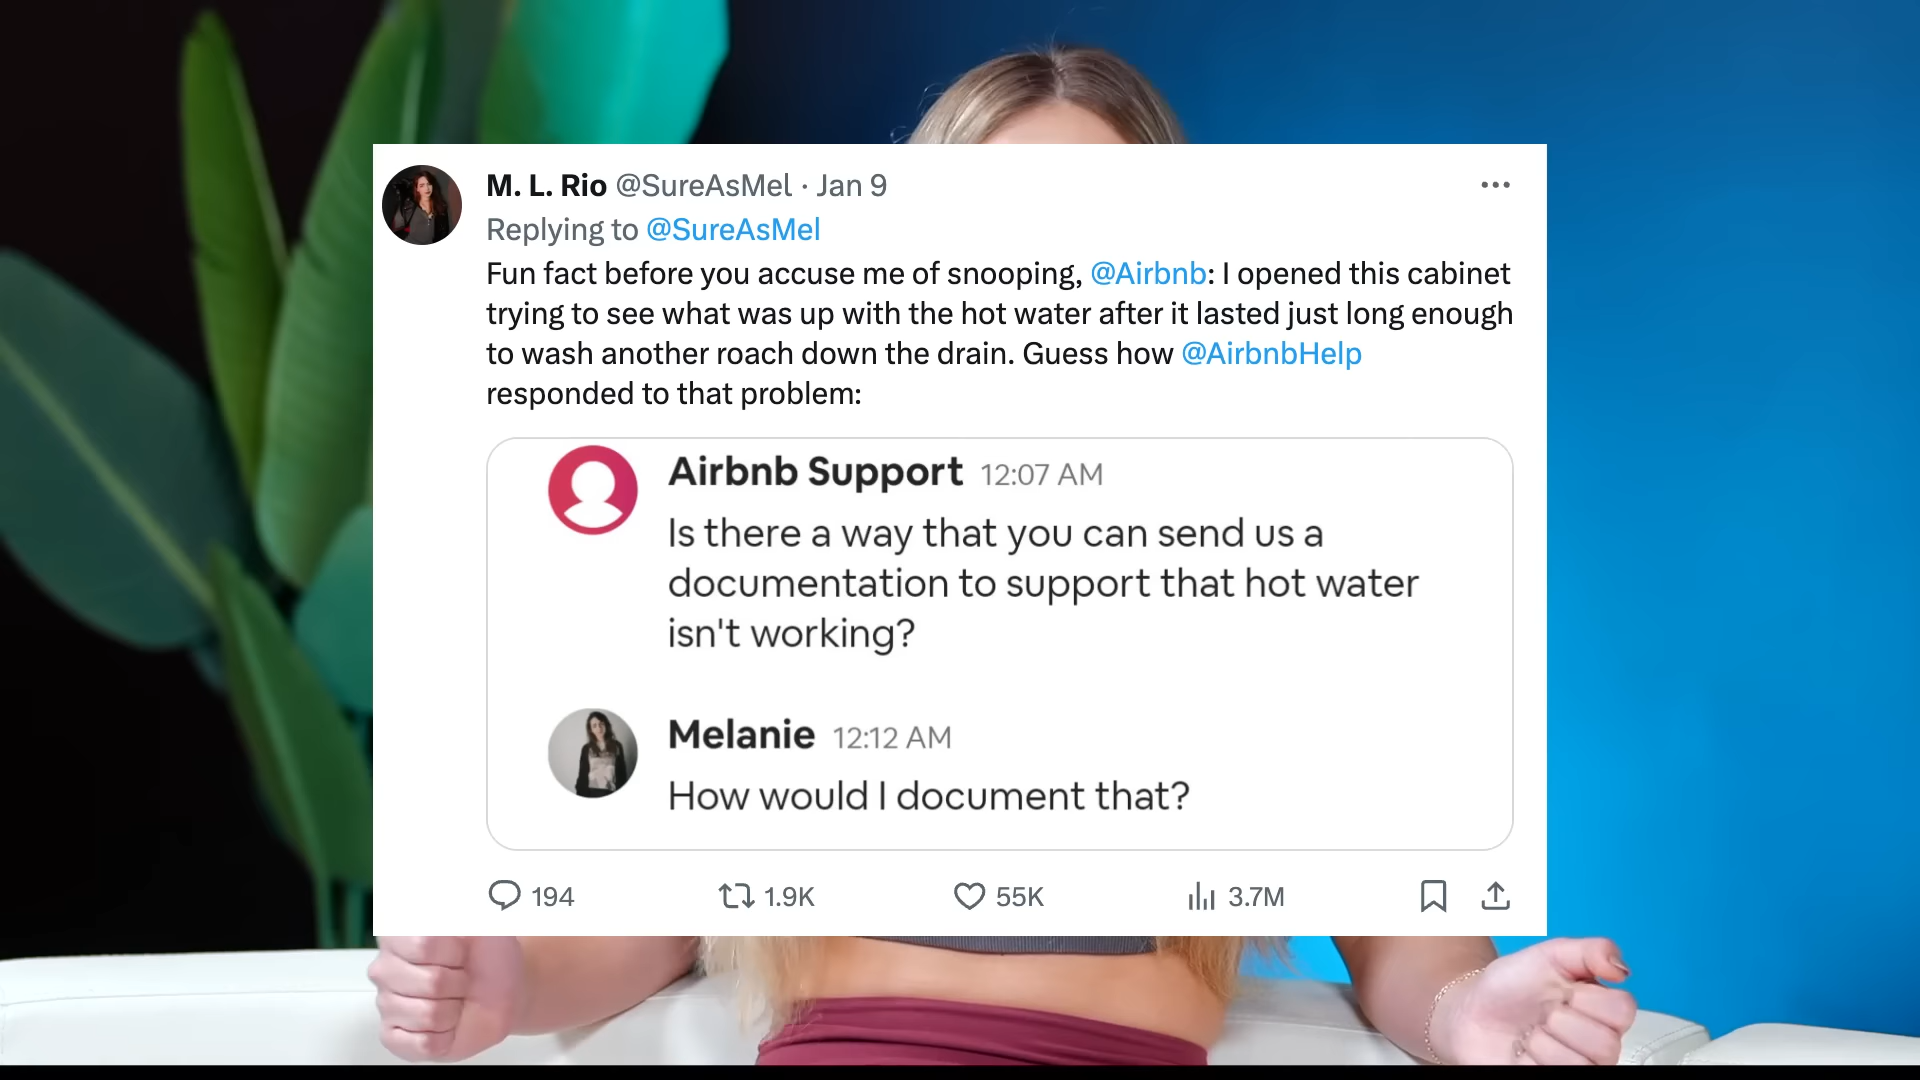 M. L. Rio @SureAsMel · Jan 9
Replying to @SureAsMel
Fun fact before you accuse me of snooping, @Airbnb: I opened this cabinet
trying to see what was up with the hot water after it lasted just long enough
to wash another roach down the drain. Guess how @AirbnbHelp
responded to that problem:
Airbnb Support 12:07 AM
Is there a way that you can send us a
documentation to support that hot water
isn't working?
Melanie 12:12 AM
How would I document that?
194 1.9K 55K 3.7M